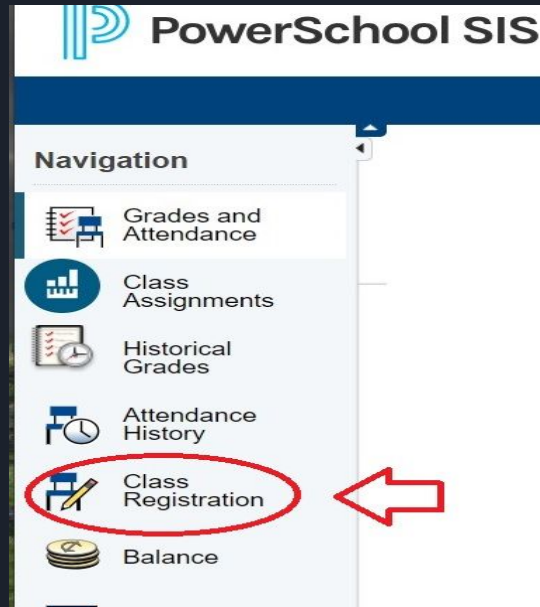 PowerSchool SIS
Navigation
Grades and
Attendance
Class
Assignments
Historical
Grades
Attendance
History
Class
Registration
Balance